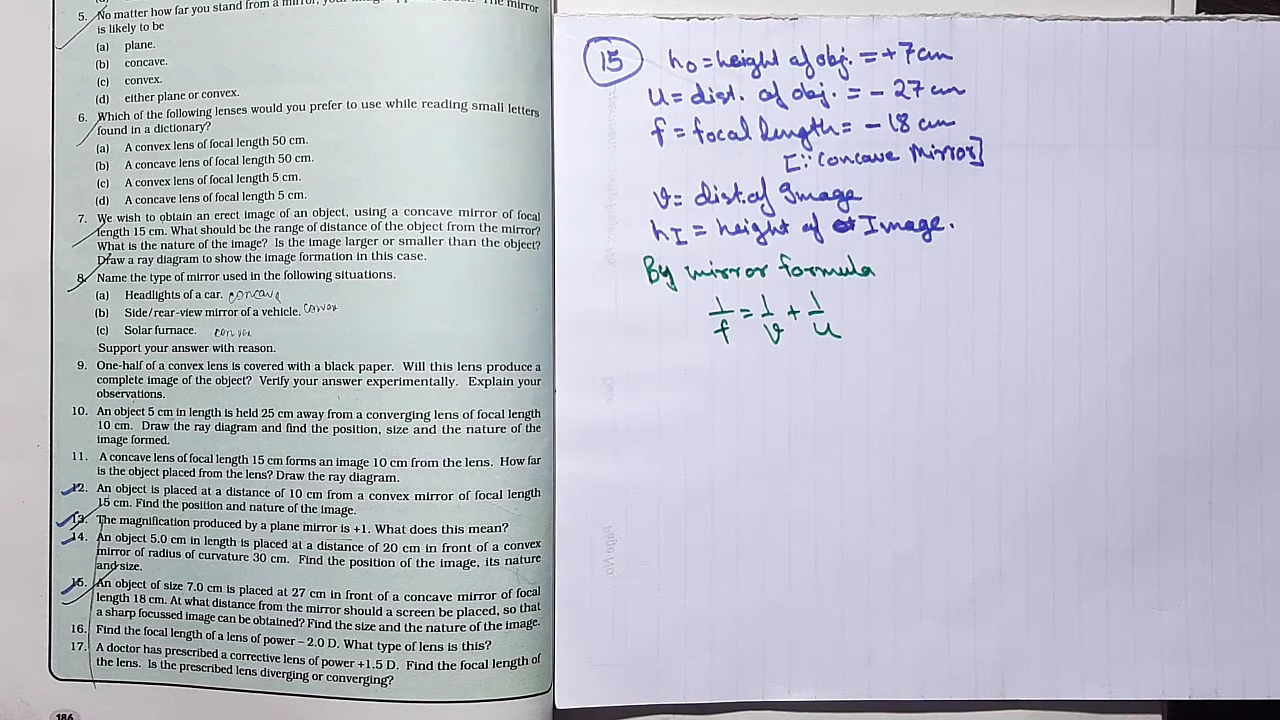 5. No matter how far you stand from a mirror, The mirror
is likely to be
(a) plane.
(b) concave.
(c) convex.
(d) either plane or convex.
6. Which of the following lenses would you prefer to use while reading small letters
found in a dictionary?
(a) A convex lens of focal length 50 cm.
(b) A concave lens of focal length 50 cm.
(c) A convex lens of focal length 5 cm.
(d) A concave lens of focal length 5 cm.
7. We wish to obtain an erect image of an object, using a concave mirror of focal
length 15 cm. What should be the range of distance of the object from the mirror?
What is the nature of the image? Is the image larger or smaller than the object?
Draw a ray diagram to show the image formation in this case.
8. Name the type of mirror used in the following situations.
(a) Headlights of a car. concave
(b) Side/rear-view mirror of a vehicle. convex
(c) Solar furnace. convex
Support your answer with reason.
9. One-half of a convex lens is covered with a black paper. Will this lens produce a
complete image of the object? Verify your answer experimentally. Explain your
observations.
10. An object 5 cm in length is held 25 cm away from a converging lens of focal length
10 cm. Draw the ray diagram and find the position, size and the nature of the
image formed.
11. A concave lens of focal length 15 cm forms an image 10 cm from the lens. How far
is the object placed from the lens? Draw the ray diagram.
12. An object is placed at a distance of 10 cm from a convex mirror of focal length
15 cm. Find the position and nature of the image.
13. The magnification produced by a plane mirror is +1. What does this mean?
14. An object 5.0 cm in length is placed at a distance of 20 cm in front of a convex
mirror of radius of curvature 30 cm. Find the position of the image, its nature
and size.
15. An object of size 7.0 cm is placed at 27 cm in front of a concave mirror of focal
length 18 cm. At what distance from the mirror should a screen be placed, so that
a sharp focussed image can be obtained? Find the size and the nature of the image.
16. Find the focal length of a lens of power – 2.0 D. What type of lens is this?
17. A doctor has prescribed a corrective lens of power +1.5 D. Find the focal length of
the lens. Is the prescribed lens diverging or converging?
186
15 hO = height of obj. = +7cm
u = dist. of obj. = - 27 cm
f = focal length = - 18 cm
[∵ Concave Mirror]
v = dist. of Image
hI = height of Image.
By mirror formula
1/f = 1/v + 1/u